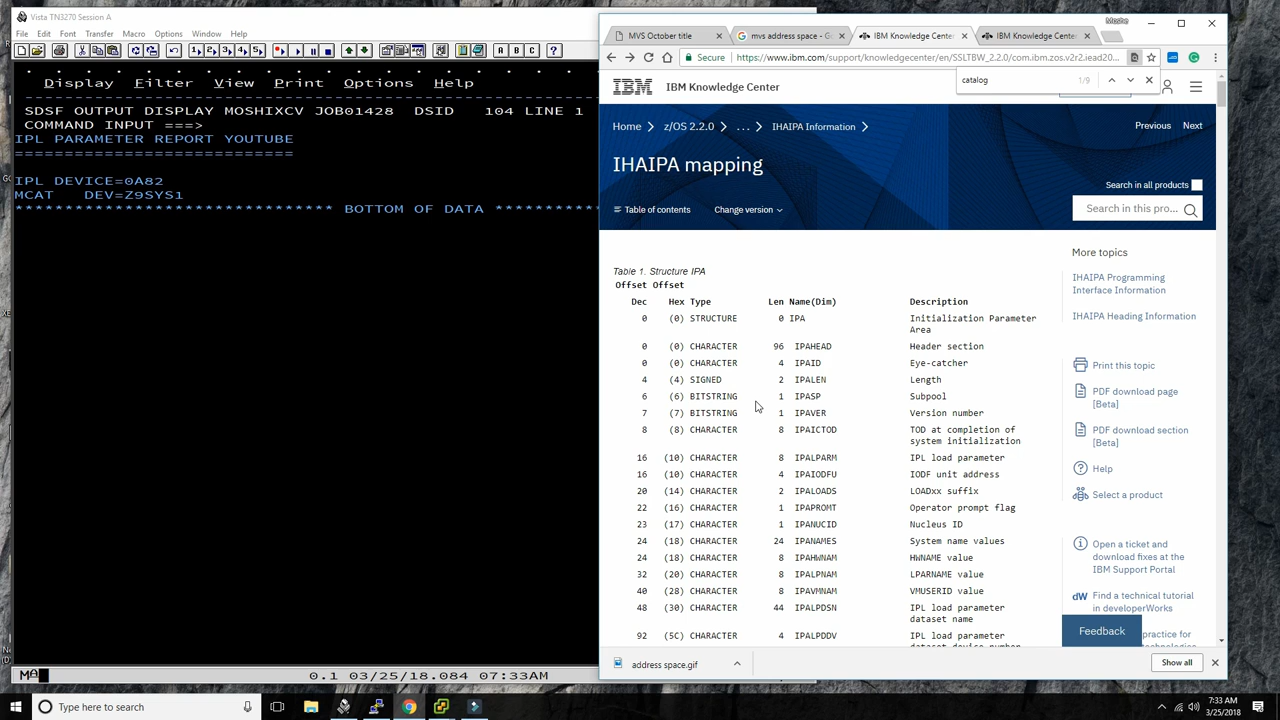 Vista TN3270 Session A
File Edit Font Transfer Macro Options Window Help
A B C ?
Display Filter View Print Options Help
SDSF OUTPUT DISPLAY MOSHIXCV JOB01428 DSID 104 LINE 1
COMMAND INPUT ===>
IPL PARAMETER REPORT YOUTUBE
==============================
IPL DEVICE=0A82
MCAT DEV=Z9SYS1
******************************** BOTTOM OF DATA **********
0.1 03/25/18.084 07:33AM
Moshe
MVS October title
mvs address space - G
IBM Knowledge Cente
IBM Knowledge Cente
Secure
https://www.ibm.com/support/knowledgecenter/en/SSLTBW_2.2.0/com.ibm.zos.v2r2.iead20...
catalog 1/9
IBM IBM Knowledge Center
Home > z/OS 2.2.0 > ... > IHAIPA Information >
Previous Next
IHAIPA mapping
Search in all products
Table of contents Change version
Search in this pro...
Table 1. Structure IPA
Offset Offset
Dec Hex Type Len Name(Dim) Description
0 (0) STRUCTURE 0 IPA Initialization Parameter
Area
0 (0) CHARACTER 96 IPAHEAD Header section
0 (0) CHARACTER 4 IPAID Eye-catcher
4 (4) SIGNED 2 IPALEN Length
6 (6) BITSTRING 1 IPASP Subpool
7 (7) BITSTRING 1 IPAVER Version number
8 (8) CHARACTER 8 IPAICTOD TOD at completion of
system initialization
16 (10) CHARACTER 8 IPALPARM IPL load parameter
16 (10) CHARACTER 4 IPAIODFU IODF unit address
20 (14) CHARACTER 2 IPALOADS LOADxx suffix
22 (16) CHARACTER 1 IPAPROMT Operator prompt flag
23 (17) CHARACTER 1 IPANUCID Nucleus ID
24 (18) CHARACTER 24 IPANAMES System name values
24 (18) CHARACTER 8 IPAHWNAM HWNAME value
32 (20) CHARACTER 8 IPALPNAM LPARNAME value
40 (28) CHARACTER 8 IPAVMNAM VMUSERID value
48 (30) CHARACTER 44 IPALPDSN IPL load parameter
dataset name
92 (5C) CHARACTER 4 IPALPDDV IPL load parameter
dataset device number
More topics
IHAIPA Programming
Interface Information
IHAIPA Heading Information
Print this topic
PDF download page
[Beta]
PDF download section
[Beta]
Help
Select a product
Open a ticket and
download fixes at the
IBM Support Portal
dW Find a technical tutorial
in developerWorks
practice for
Feedback
address space.gif
Show all
Type here to search
7:33 AM
3/25/2018